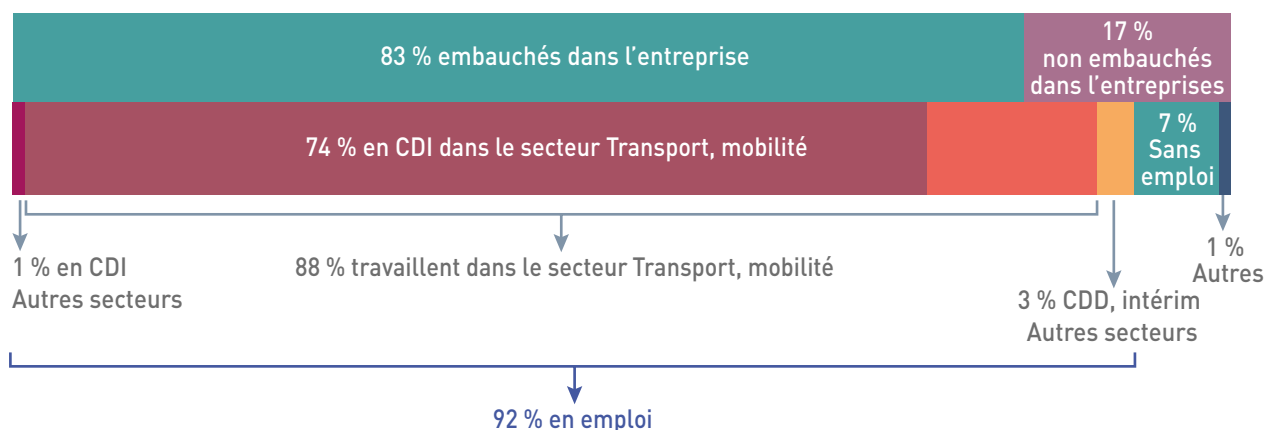 83 % embauchés dans l’entreprise
17 %
non embauchés
dans l’entreprises
74 % en CDI dans le secteur Transport, mobilité
7 %
Sans
emploi
1 % en CDI
Autres secteurs
88 % travaillent dans le secteur Transport, mobilité
3 % CDD, intérim
Autres secteurs
1 %
Autres
92 % en emploi